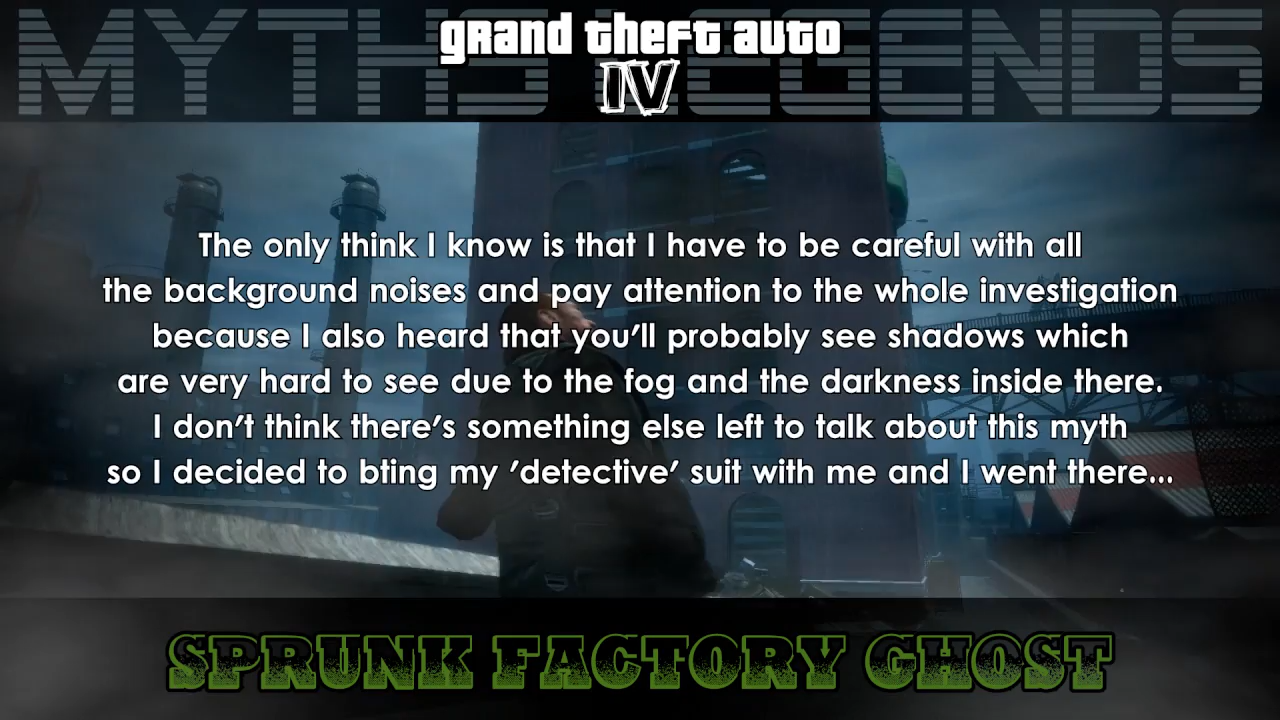 MYTHS LEGENDS
grand theft auto
IV
The only think I know is that I have to be careful with all
the background noises and pay attention to the whole investigation
because I also heard that you'll probably see shadows which
are very hard to see due to the fog and the darkness inside there.
I don't think there's something else left to talk about this myth
so I decided to bting my 'detective' suit with me and I went there...
SPRUNK FACTORY GHOST